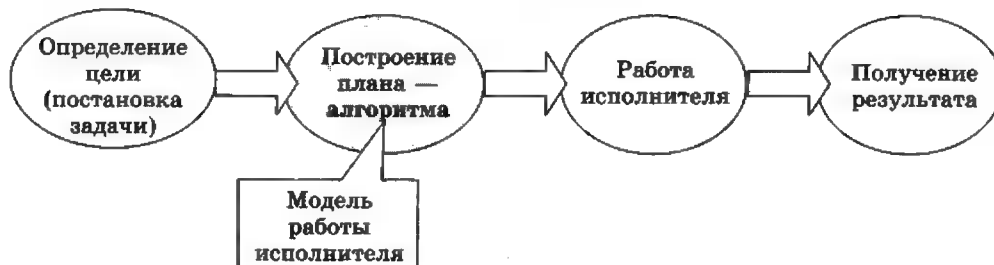 Определение
цели
(постановка
задачи)
Построение
плана —
алгоритма
Работа
исполнителя
Получение
результата
Модель
работы
исполнителя